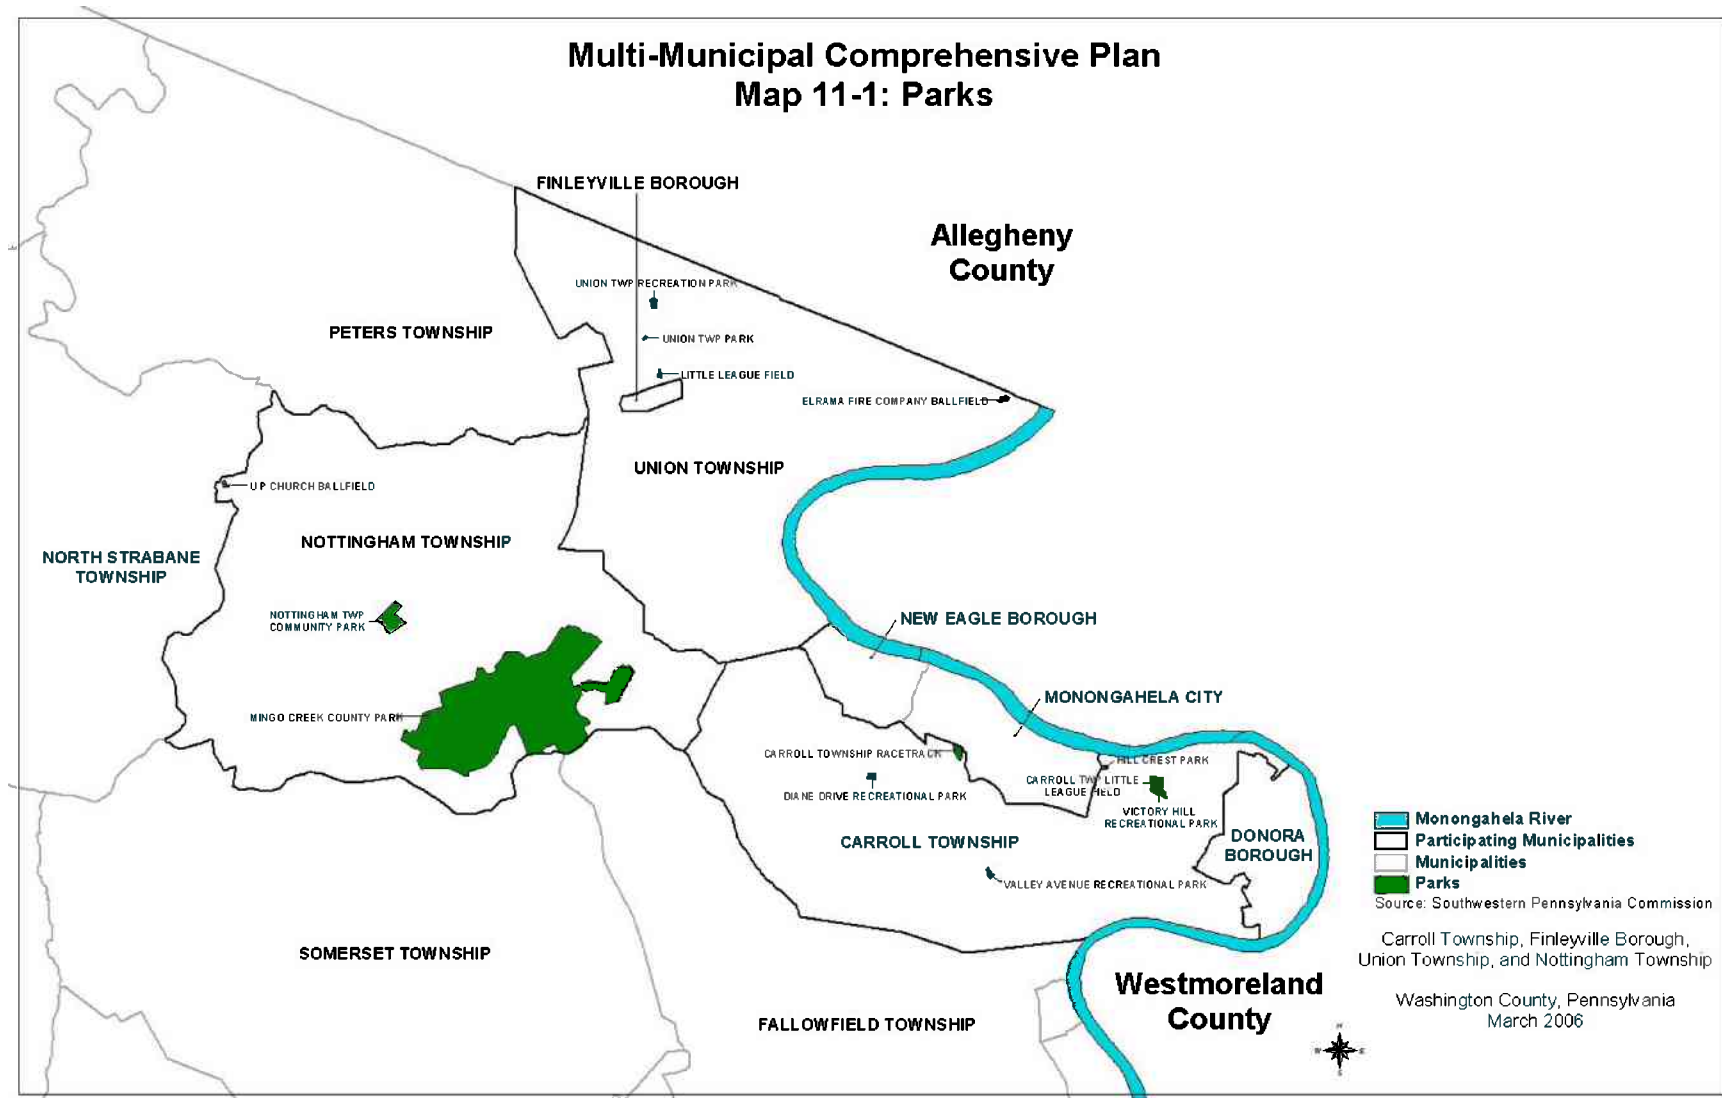 Multi-Municipal Comprehensive Plan
Map 11-1: Parks
FINLEYVILLE BOROUGH
Allegheny
County
UNION TWP RECREATION PARK
PETERS TOWNSHIP
UNION TWP PARK
LITTLE LEAGUE FIELD
ELRAMA FIRE COMPANY BALLFIELD
UNION TOWNSHIP
UP CHURCH BALLFIELD
NOTTINGHAM TOWNSHIP
NORTH STRABANE
TOWNSHIP
NOTTINGHAM TWP
COMMUNITY PARK
NEW EAGLE BOROUGH
MONONGAHELA CITY
MINGO CREEK COUNTY PARK
CARROLL TOWNSHIP RACETRACK
HILL CREST PARK
CARROLL TWP LITTLE
LEAGUE FIELD
DIANE DRIVE RECREATIONAL PARK
VICTORY HILL
RECREATIONAL PARK
CARROLL TOWNSHIP
DONORA
BOROUGH
VALLEY AVENUE RECREATIONAL PARK
SOMERSET TOWNSHIP
FALLOWFIELD TOWNSHIP
Westmoreland
County
Monongahela River
Participating Municipalities
Municipalities
Parks
Source: Southwestern Pennsylvania Commission
Carroll Township, Finleyville Borough,
Union Township, and Nottingham Township
Washington County, Pennsylvania
March 2006
N
W E
S